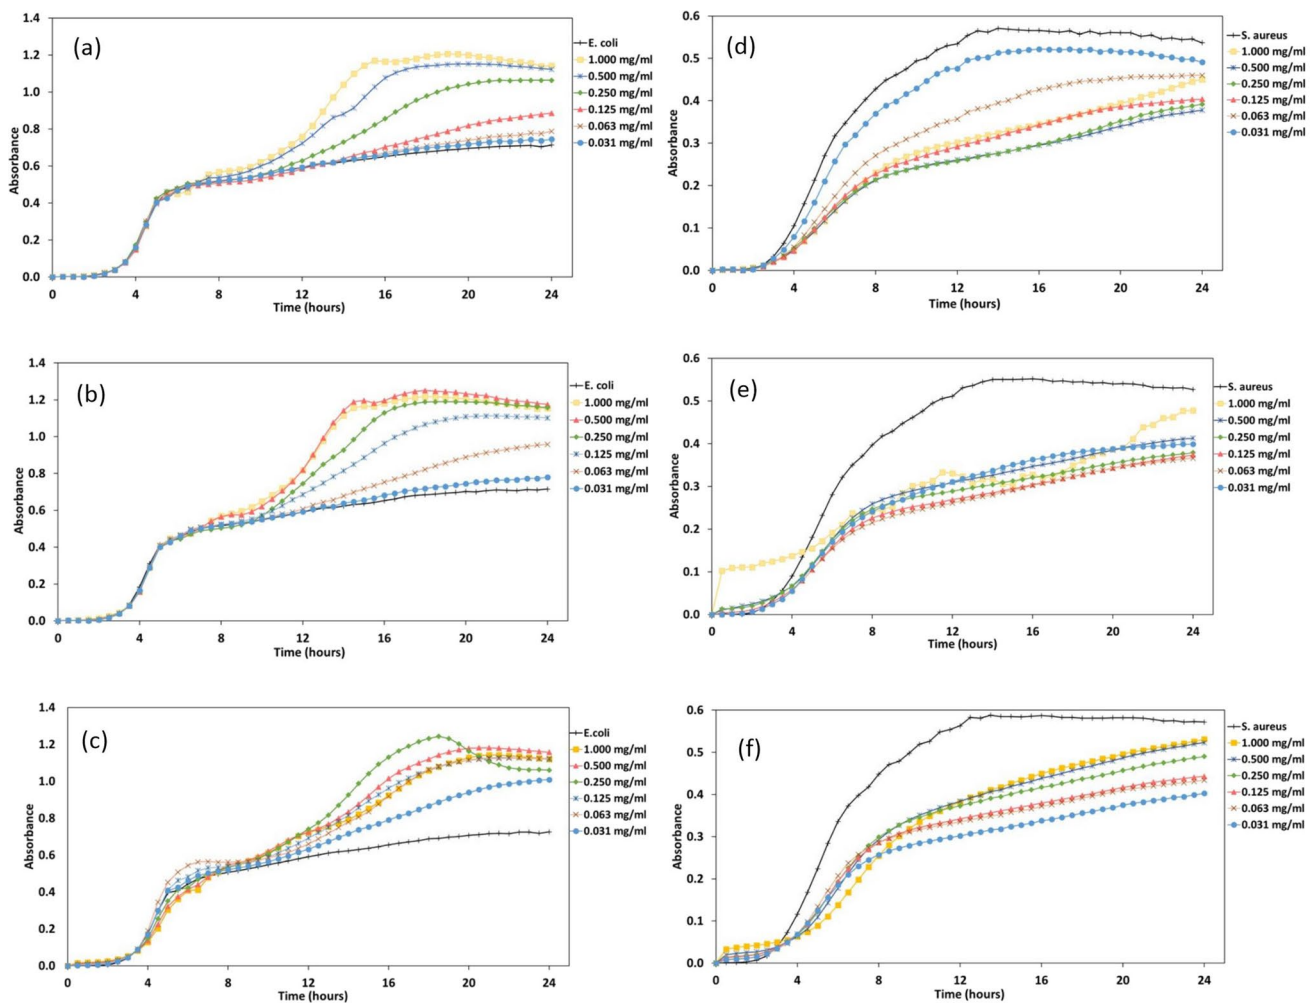 (a)
1.4
1.2
1.0
0.8
0.6
0.4
0.2
0.0
Absorbance
0 4 8 12 16 20 24
Time (hours)
E. coli
1.000 mg/ml
0.500 mg/ml
0.250 mg/ml
0.125 mg/ml
0.063 mg/ml
0.031 mg/ml
(d)
0.6
0.5
0.4
0.3
0.2
0.1
0.0
Absorbance
0 4 8 12 16 20 24
Time (hours)
S. aureus
1.000 mg/ml
0.500 mg/ml
0.250 mg/ml
0.125 mg/ml
0.063 mg/ml
0.031 mg/ml
(b)
1.4
1.2
1.0
0.8
0.6
0.4
0.2
0.0
Absorbance
0 4 8 12 16 20 24
Time (hours)
E. coli
1.000 mg/ml
0.500 mg/ml
0.250 mg/ml
0.125 mg/ml
0.063 mg/ml
0.031 mg/ml
(e)
0.6
0.5
0.4
0.3
0.2
0.1
0.0
Absorbance
0 4 8 12 16 20 24
Time (hours)
S. aureus
1.000 mg/ml
0.500 mg/ml
0.250 mg/ml
0.125 mg/ml
0.063 mg/ml
0.031 mg/ml
(c)
1.4
1.2
1.0
0.8
0.6
0.4
0.2
0.0
Absorbance
0 4 8 12 16 20 24
Time (hours)
E.coli
1.000 mg/ml
0.500 mg/ml
0.250 mg/ml
0.125 mg/ml
0.063 mg/ml
0.031 mg/ml
(f)
0.6
0.5
0.4
0.3
0.2
0.1
0.0
Absorbance
0 4 8 12 16 20 24
Time (hours)
S. aureus
1.000 mg/ml
0.500 mg/ml
0.250 mg/ml
0.125 mg/ml
0.063 mg/ml
0.031 mg/ml